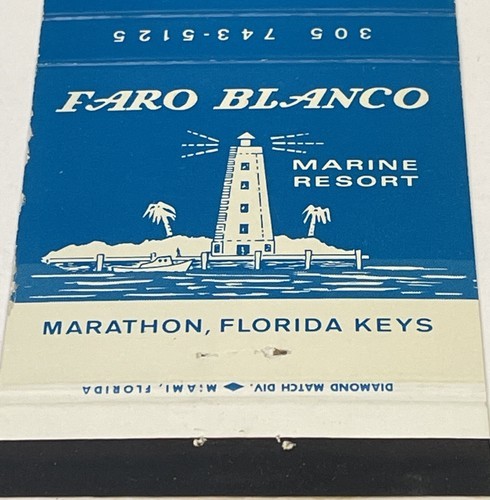 305 743-5125
FARO BLANCO
MARINE
RESORT
MARATHON, FLORIDA KEYS
DIAMOND MATCH DIV. ◆ MIAMI, FLORIDA